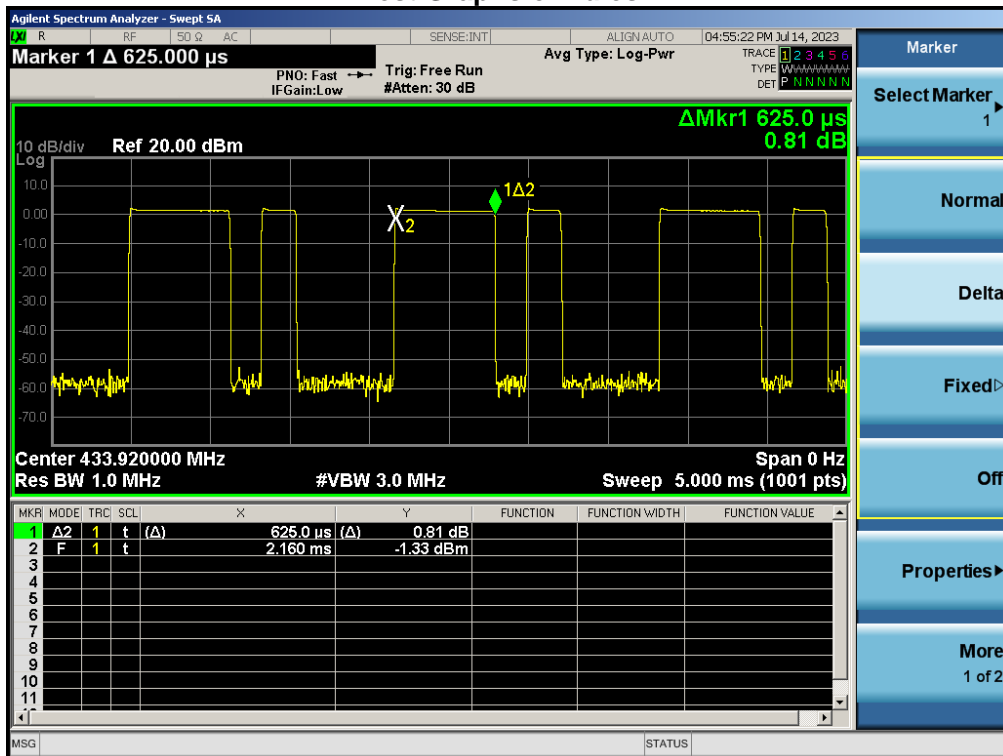 Agilent Spectrum Analyzer - Swept SA
LXI R RF 50 Ω AC SENSE:INT ALIGNAUTO 04:55:22 PM Jul 14, 2023
Marker 1 Δ 625.000 μs
PNO: Fast
IFGain:Low
Trig: Free Run
#Atten: 30 dB
Avg Type: Log-Pwr
TRACE 1 2 3 4 5 6
TYPE WWWWWW
DET P N N N N N
ΔMkr1 625.0 μs
0.81 dB
10 dB/div Ref 20.00 dBm
Log
10.0
0.00
-10.0
-20.0
-30.0
-40.0
-50.0
-60.0
-70.0
1Δ2
X2
Center 433.920000 MHz Span 0 Hz
Res BW 1.0 MHz #VBW 3.0 MHz Sweep 5.000 ms (1001 pts)
MKR MODE TRC SCL X Y FUNCTION FUNCTION WIDTH FUNCTION VALUE
1 Δ2 1 t (Δ) 625.0 μs (Δ) 0.81 dB
2 F 1 t 2.160 ms -1.33 dBm
3
4
5
6
7
8
9
10
11
MSG STATUS
Marker
Select Marker
1
Normal
Delta
Fixed
Off
Properties
More
1 of 2